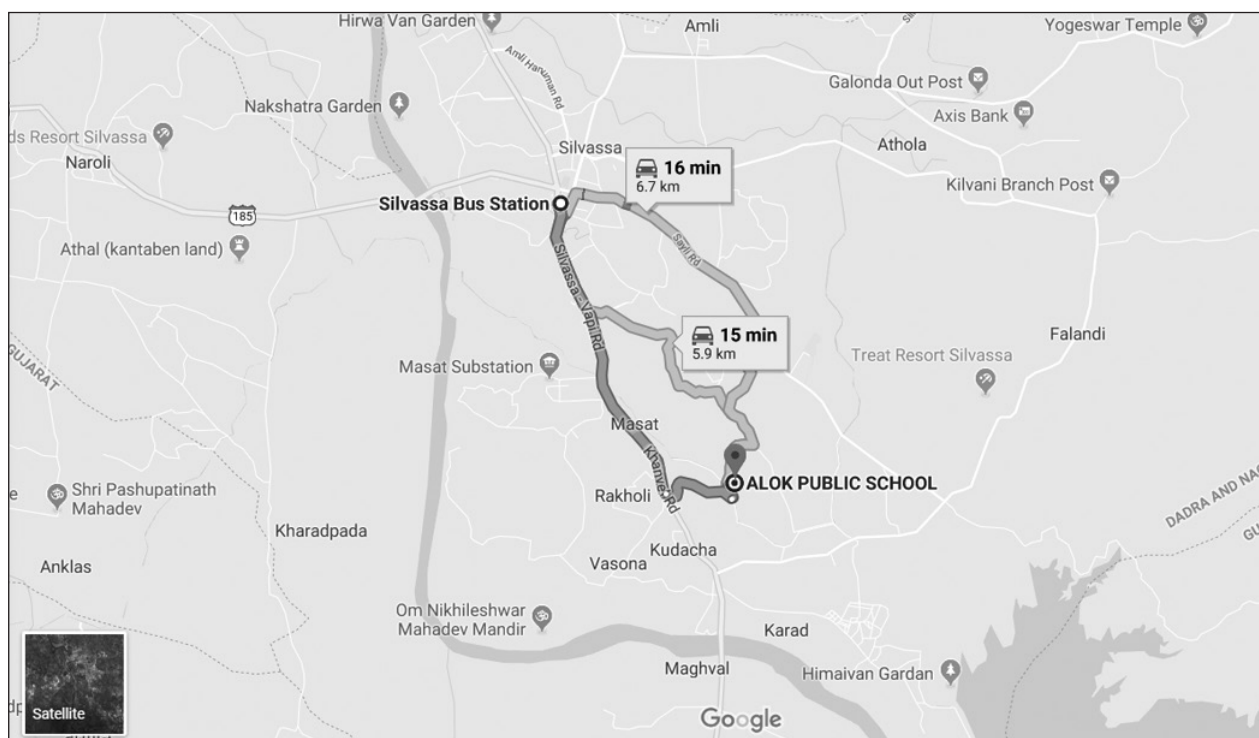 Hirwa Van Garden
Amli
Yogeswar Temple
Amli Hanuman Rd
Galonda Out Post
Nakshatra Garden
Axis Bank
ds Resort Silvassa
Naroli
Silvassa
Athola
16 min
6.7 km
Kilvani Branch Post
Silvassa Bus Station
185
Athal (kantaben land)
Sayli Rd
Silvassa - Vapi Rd
15 min
5.9 km
Falandi
GUJARAT
Masat Substation
Treat Resort Silvassa
Masat
Khanvel Rd
ALOK PUBLIC SCHOOL
Rakholi
e
Shri Pashupatinath
Mahadev
Kharadpada
DADRA AND NAG
GU
Kudacha
Vasona
Anklas
Om Nikhileshwar
Mahadev Mandir
Karad
Maghval
Himaivan Gardan
Satellite
Google